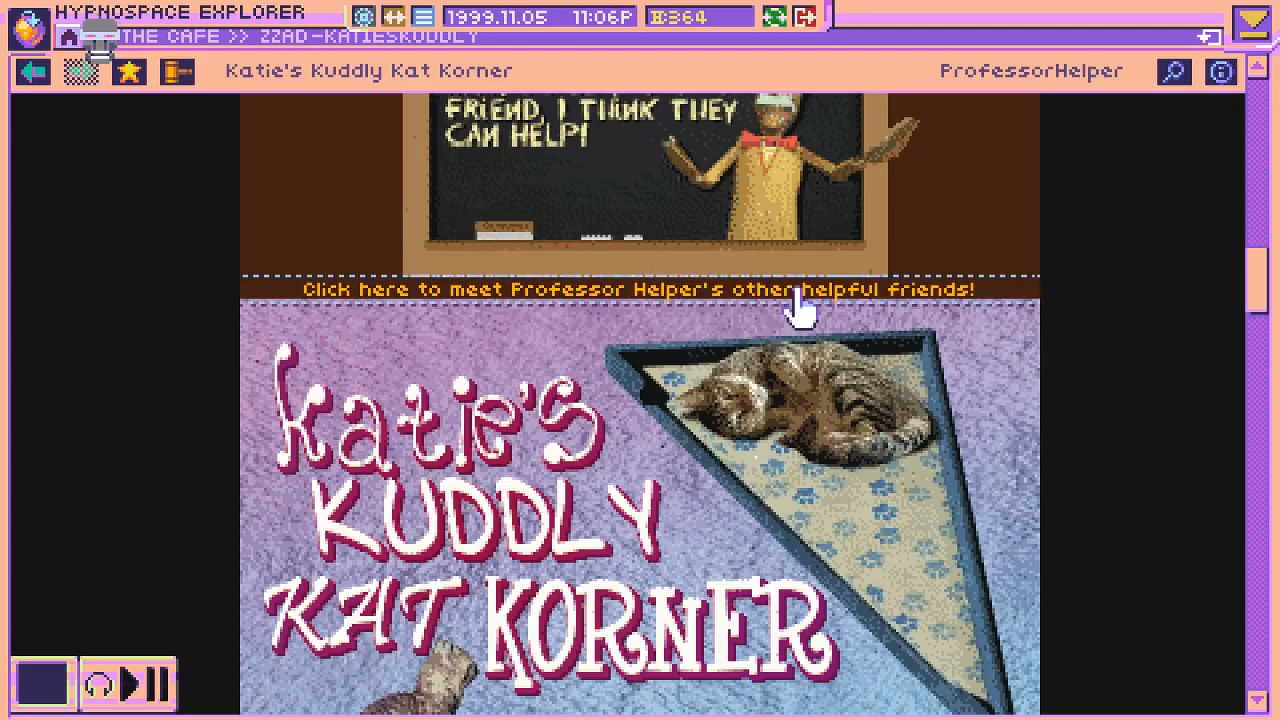 HYPNOSPACE EXPLORER
1999.11.05 11:06P
364
THE CAFE >> ZZAD-KATIESKUDDLY
Katie's Kuddly Kat Korner
ProfessorHelper
FRIEND, I THINK THEY
CAN HELP!
Click here to meet Professor Helper's other helpful friends!
Katie's
KUDDLY
KAT KORNER